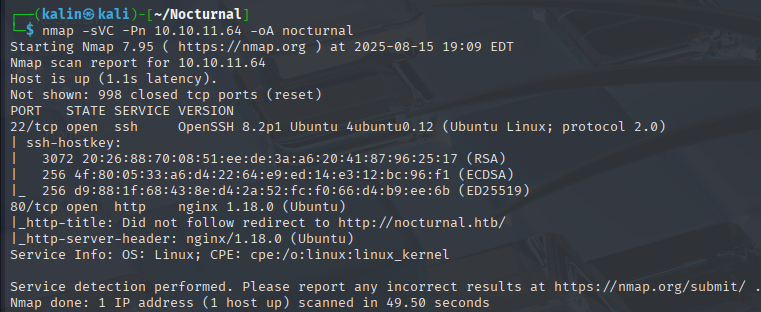 ┌──(kalin㉿kali)-[~/Nocturnal]
└─$ nmap -sVC -Pn 10.10.11.64 -oA nocturnal
Starting Nmap 7.95 ( https://nmap.org ) at 2025-08-15 19:09 EDT
Nmap scan report for 10.10.11.64
Host is up (1.1s latency).
Not shown: 998 closed tcp ports (reset)
PORT   STATE SERVICE VERSION
22/tcp open  ssh     OpenSSH 8.2p1 Ubuntu 4ubuntu0.12 (Ubuntu Linux; protocol 2.0)
| ssh-hostkey:
|   3072 20:26:88:70:08:51:ee:de:3a:a6:20:41:87:96:25:17 (RSA)
|   256 4f:80:05:33:a6:d4:22:64:e9:ed:14:e3:12:bc:96:f1 (ECDSA)
|_  256 d9:88:1f:68:43:8e:d4:2a:52:fc:f0:66:d4:b9:ee:6b (ED25519)
80/tcp open  http    nginx 1.18.0 (Ubuntu)
|_http-title: Did not follow redirect to http://nocturnal.htb/
|_http-server-header: nginx/1.18.0 (Ubuntu)
Service Info: OS: Linux; CPE: cpe:/o:linux:linux_kernel

Service detection performed. Please report any incorrect results at https://nmap.org/submit/ .
Nmap done: 1 IP address (1 host up) scanned in 49.50 seconds